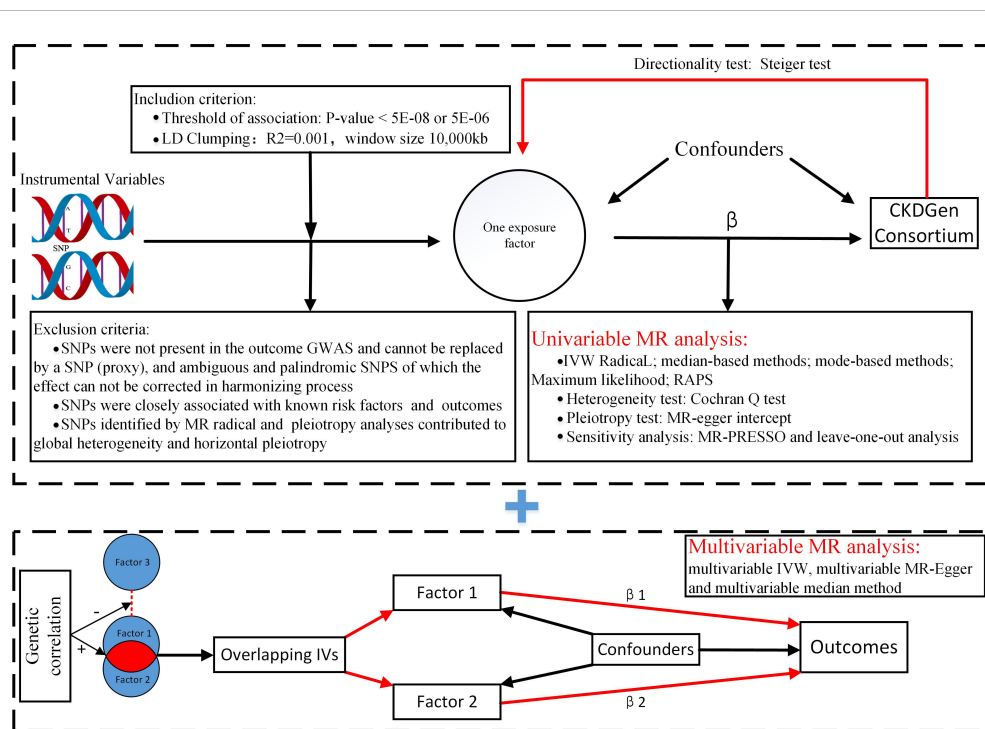 Directionality test: Steiger test
Includion criterion:
●Threshold of association: P-value < 5E-08 or 5E-06
●LD Clumping：R2=0.001，window size 10,000kb
Confounders
Instrumental Variables
A
T
SNP
G
C
One exposure
factor
β
CKDGen
Consortium
Exclusion criteria:
●SNPs were not present in the outcome GWAS and cannot be replaced
by a SNP (proxy), and ambiguous and palindromic SNPS of which the
effect can not be corrected in harmonizing process
●SNPs were closely associated with known risk factors and outcomes
●SNPs identified by MR radical and pleiotropy analyses contributed to
global heterogeneity and horizontal pleiotropy
Univariable MR analysis:
●IVW RadicaL; median-based methods; mode-based methods;
Maximum likelihood; RAPS
● Heterogeneity test: Cochran Q test
● Pleiotropy test: MR-egger intercept
● Sensitivity analysis: MR-PRESSO and leave-one-out analysis
+
Multivariable MR analysis:
multivariable IVW, multivariable MR-Egger
and multivariable median method
Genetic
correlation
-
+
Factor 3
Factor 1
Factor 2
Overlapping IVs
Factor 1
Factor 2
β 1
Confounders
β 2
Outcomes